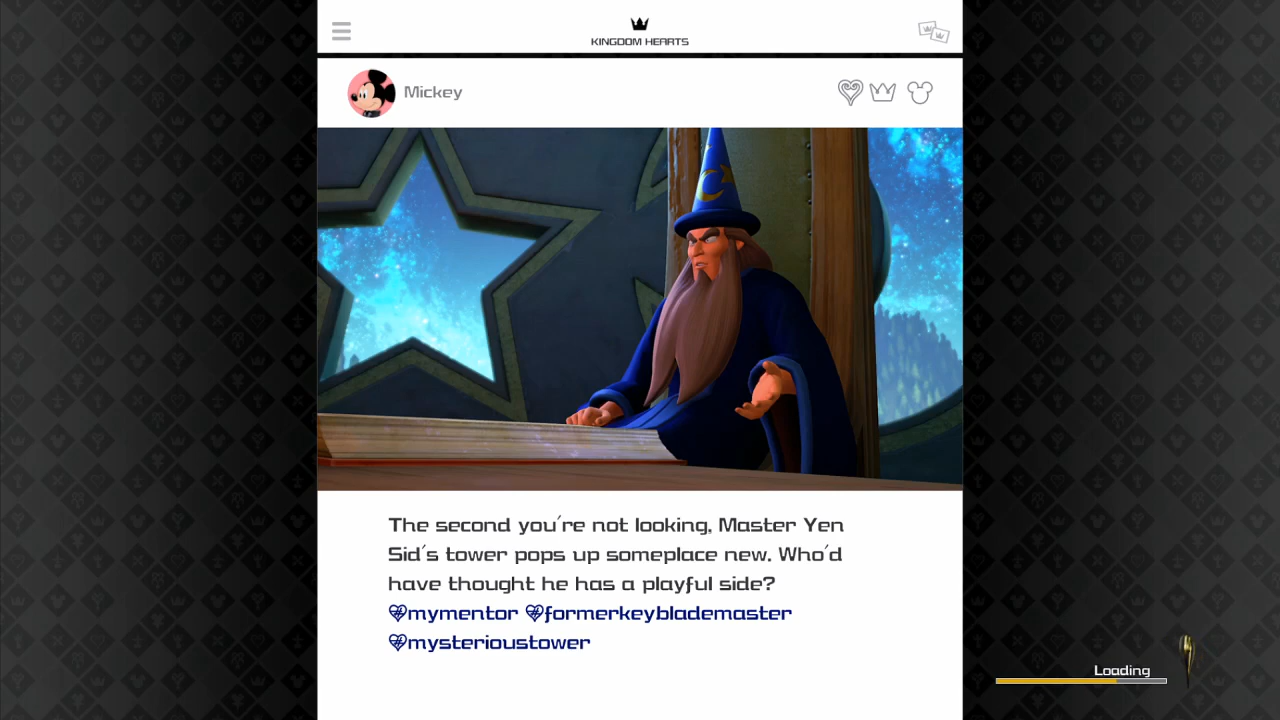 KINGDOM HEARTS
Mickey
The second you're not looking, Master Yen
Sid's tower pops up someplace new. Who'd
have thought he has a playful side?
#mymentor #formerkeyblademaster
#mysterioustower
Loading